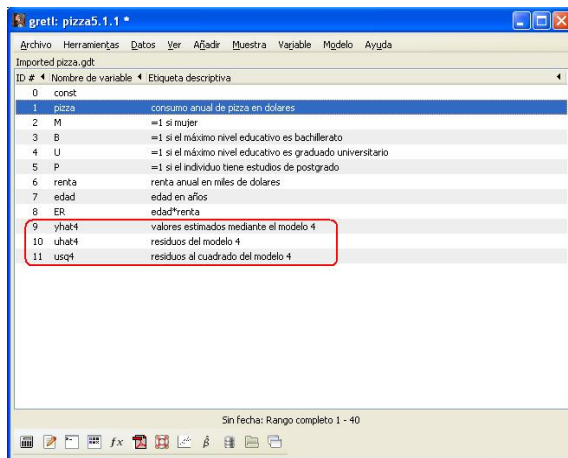 gretl: pizza5.1.1 *
Archivo Herramientas Datos Ver Añadir Muestra Variable Modelo Ayuda
Imported pizza.gdt
ID # Nombre de variable Etiqueta descriptiva
0 const
1 pizza consumo anual de pizza en dolares
2 M =1 si mujer
3 B =1 si el máximo nivel educativo es bachillerato
4 U =1 si el máximo nivel educativo es graduado universitario
5 P =1 si el individuo tiene estudios de postgrado
6 renta renta anual en miles de dolares
7 edad edad en años
8 ER edad*renta
9 yhat4 valores estimados mediante el modelo 4
10 uhat4 residuos del modelo 4
11 usq4 residuos al cuadrado del modelo 4
Sin fecha: Rango completo 1 - 40
fx β̂